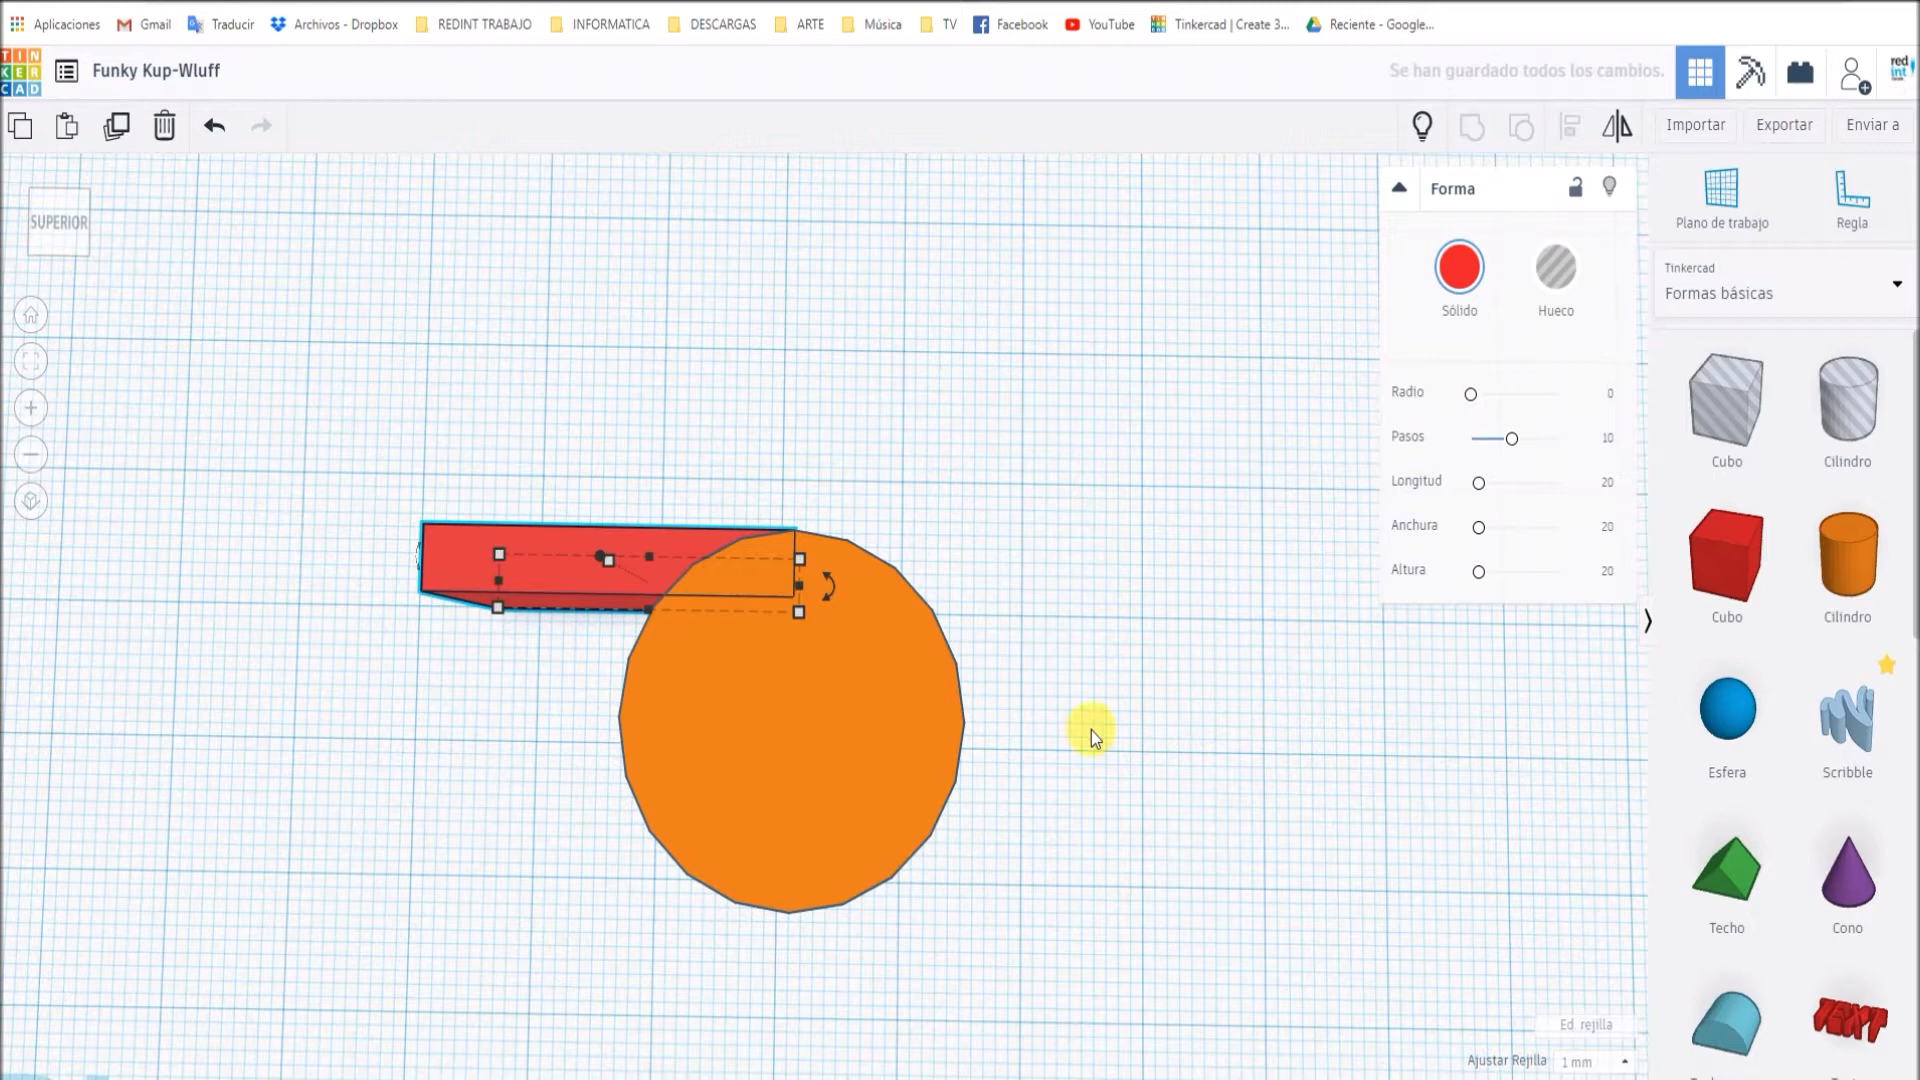 Aplicaciones Gmail Traducir Archivos - Dropbox REDINT TRABAJO INFORMATICA DESCARGAS ARTE Música TV Facebook YouTube Tinkercad | Create 3... Reciente - Google...
TIN
KER
CAD
Funky Kup-Wluff
Se han guardado todos los cambios.
red
int
Importar Exportar Enviar a
SUPERIOR
Forma
Sólido Hueco
Radio 0
Pasos 10
Longitud 20
Anchura 20
Altura 20
Plano de trabajo Regla
Tinkercad
Formas básicas
Cubo Cilindro
Cubo Cilindro
Esfera Scribble
Techo Cono
TEXT
Ed. rejilla
Ajustar Rejilla 1 mm